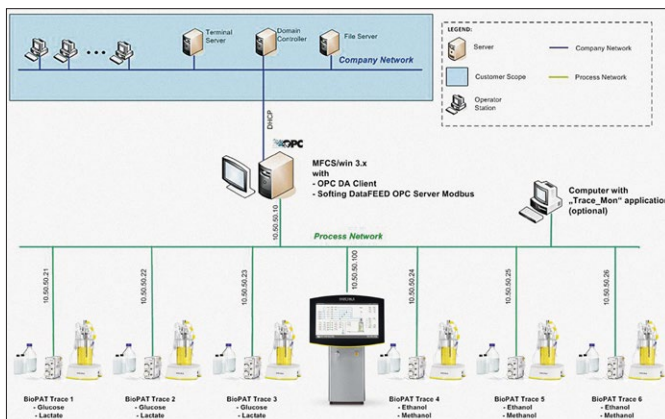 Terminal
Server
Domain
Controller
File Server
Company Network
LEGEND:
Server
Company Network
Customer Scope
Process Network
Operator
Station
DHCP
OPC
MFCS/win 3.x
with
- OPC DA Client
- Softing DataFEED OPC Server Modbus
Computer with
„Trace_Mon“ application
(optional)
10.50.50.10
Process Network
10.50.50.21
10.50.50.22
10.50.50.23
10.50.50.100
10.50.50.24
10.50.50.25
10.50.50.26
BioPAT Trace 1
- Glucose
- Lactate
BioPAT Trace 2
- Glucose
- Lactate
BioPAT Trace 3
- Glucose
- Lactate
BioPAT Trace 4
- Ethanol
- Methanol
BioPAT Trace 5
- Ethanol
- Methanol
BioPAT Trace 6
- Ethanol
- Methanol